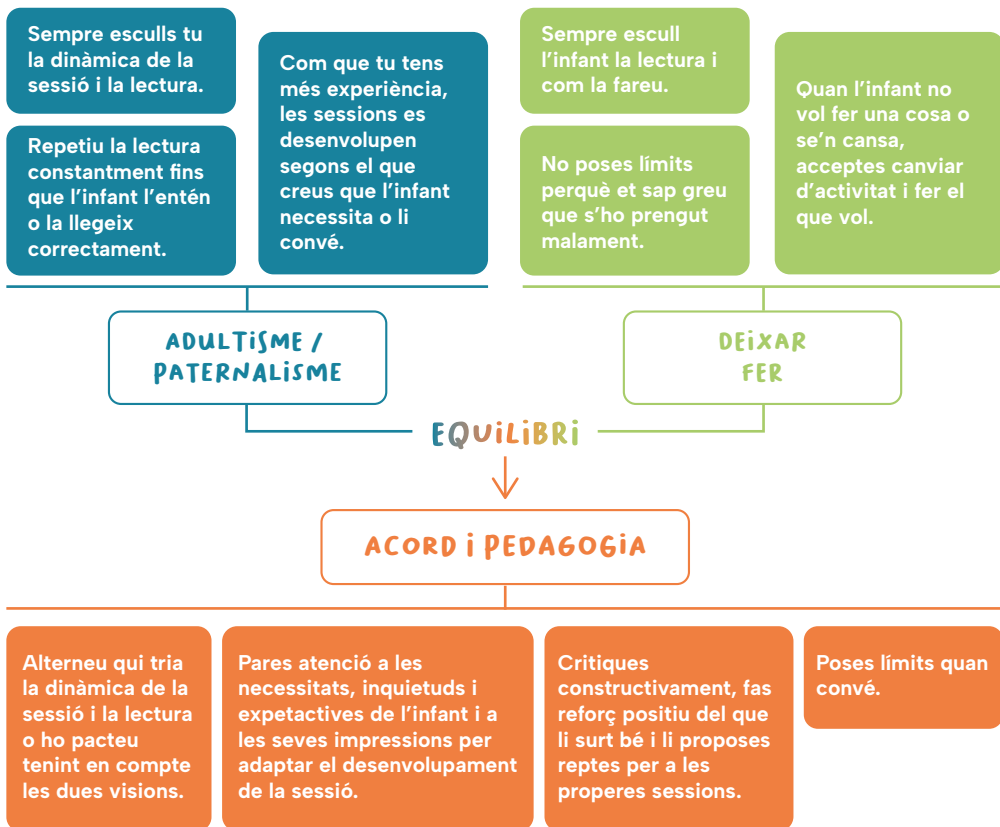 Sempre esculls tu
la dinàmica de la
sessió i la lectura.
Repetiu la lectura
constantment fins
que l'infant l'entén
o la llegeix
correctament.
Com que tu tens
més experiència,
les sessions es
desenvolupen
segons el que
creus que l'infant
necessita o li
convé.
ADULTiSME /
PATERNALiSME
Sempre escull
l'infant la lectura i
com la fareu.
No poses límits
perquè et sap greu
que s'ho prengut
malament.
Quan l'infant no
vol fer una cosa o
se'n cansa,
acceptes canviar
d'activitat i fer el
que vol.
DEiXAR
FER
EQUiLiBRi
ACORD i PEDAGOGiA
Alterneu qui tria
la dinàmica de la
sessió i la lectura
o ho pacteu
tenint en compte
les dues visions.
Pares atenció a les
necessitats, inquietuds i
expetactives de l'infant i a
les seves impressions per
adaptar el desenvolupament
de la sessió.
Critiques
constructivament, fas
reforç positiu del que
li surt bé i li proposes
reptes per a les
properes sessions.
Poses límits quan
convé.